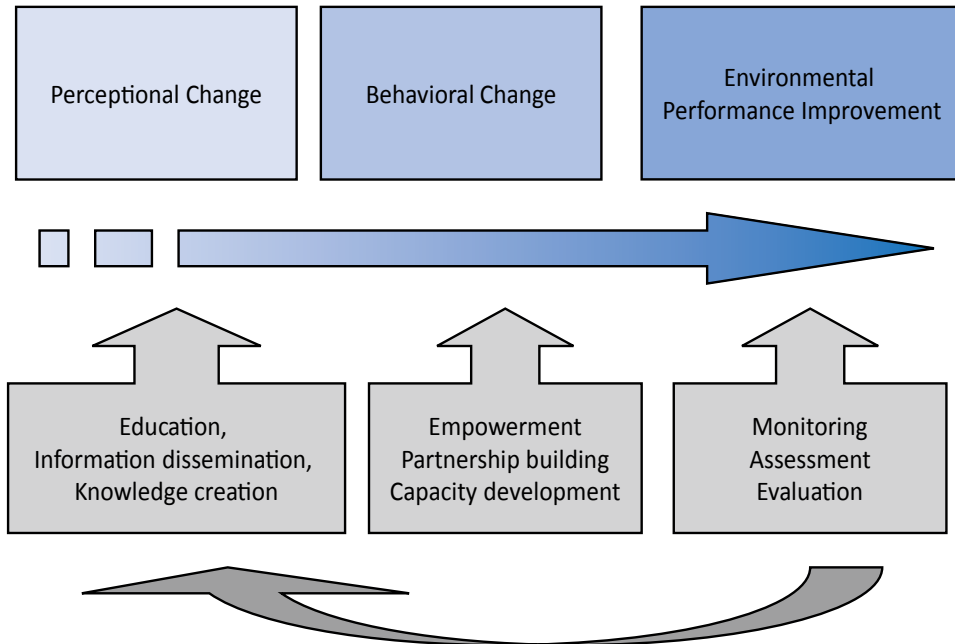 Perceptional Change
Behavioral Change
Environmental
Performance Improvement
Education,
Information dissemination,
Knowledge creation
Empowerment
Partnership building
Capacity development
Monitoring
Assessment
Evaluation